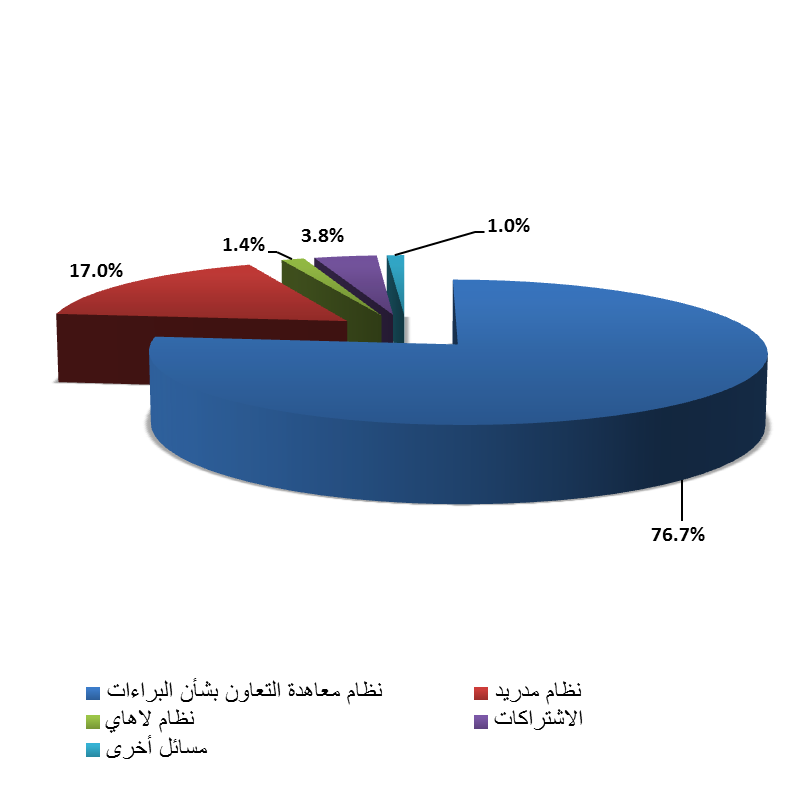 1.0%
3.8%
1.4%
17.0%
76.7%
نظام معاهدة التعاون بشأن البراءات
نظام مدريد
نظام لاهاي
الاشتراكات
مسائل أخرى